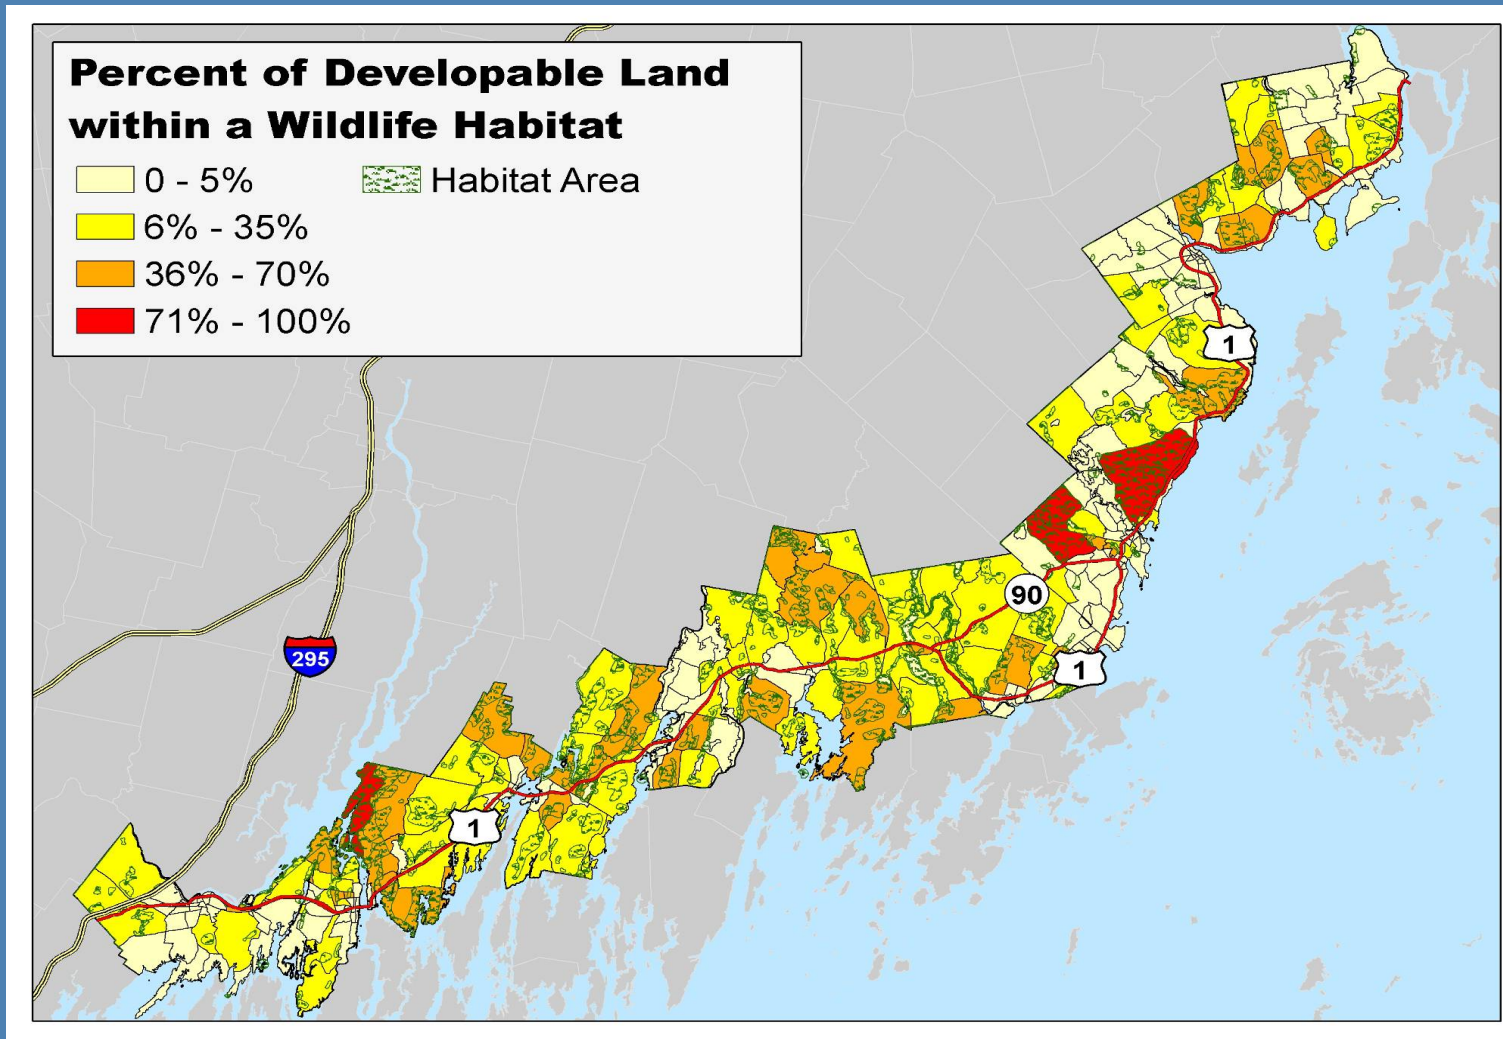 Percent of Developable Land
within a Wildlife Habitat
0 - 5%
Habitat Area
6% - 35%
36% - 70%
71% - 100%
1
90
295
1
1